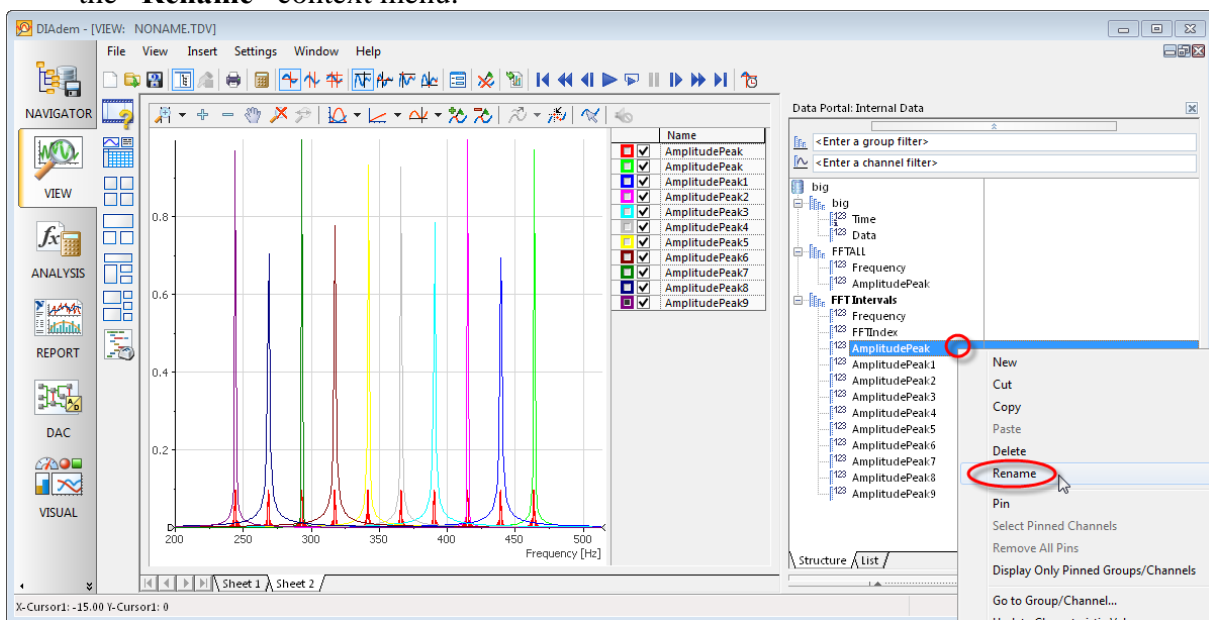 the "Rename" context menu.
DIAdem - [VIEW: NONAME.TDV]
File View Insert Settings Window Help
NAVIGATOR
VIEW
ANALYSIS
REPORT
DAC
VISUAL
Name
AmplitudePeak
AmplitudePeak
AmplitudePeak1
AmplitudePeak2
AmplitudePeak3
AmplitudePeak4
AmplitudePeak5
AmplitudePeak6
AmplitudePeak7
AmplitudePeak8
AmplitudePeak9
0.8
0.6
0.4
0.2
200 250 300 350 400 450 500
Frequency [Hz]
Sheet 1 Sheet 2
X-Cursor1: -15.00 Y-Cursor1: 0
Data Portal: Internal Data
<Enter a group filter>
<Enter a channel filter>
big
big
Time
Data
FFTALL
Frequency
AmplitudePeak
FFT Intervals
Frequency
FFTIndex
AmplitudePeak
AmplitudePeak1
AmplitudePeak2
AmplitudePeak3
AmplitudePeak4
AmplitudePeak5
AmplitudePeak6
AmplitudePeak7
AmplitudePeak8
AmplitudePeak9
Structure List
New
Cut
Copy
Paste
Delete
Rename
Pin
Select Pinned Channels
Remove All Pins
Display Only Pinned Groups/Channels
Go to Group/Channel...